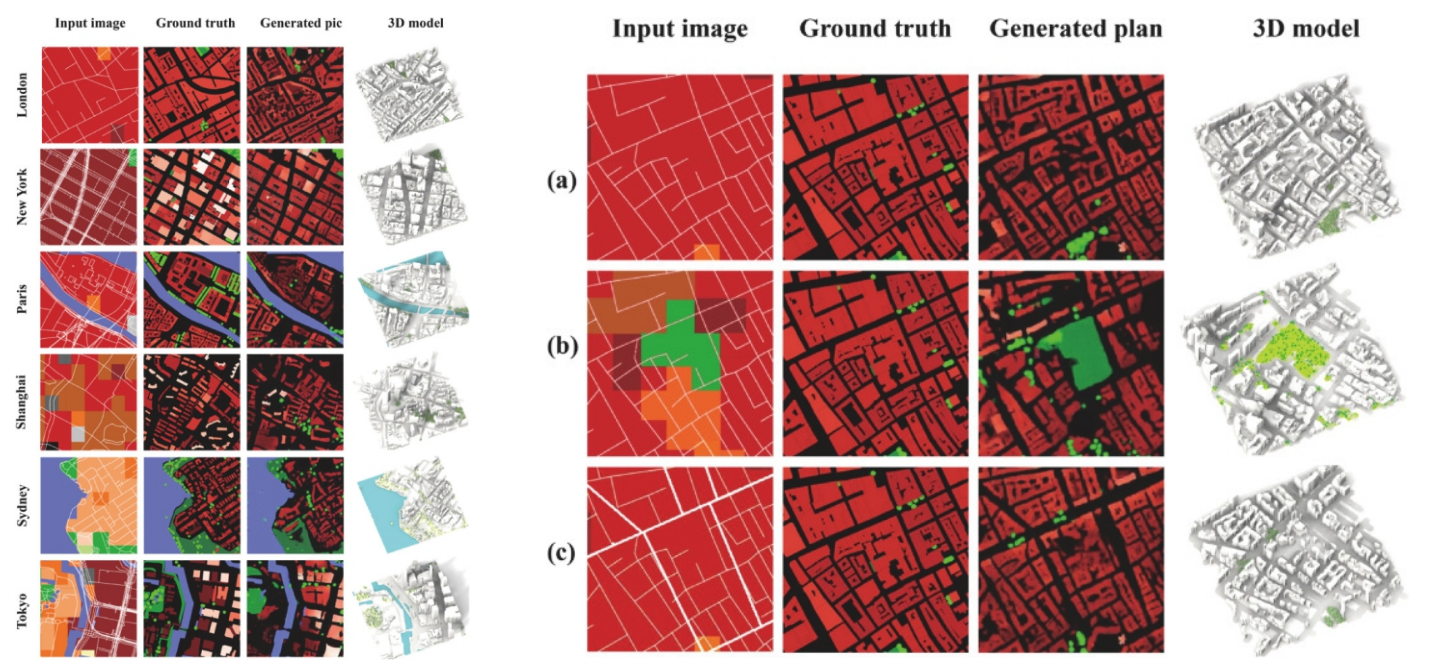 Input image Ground truth Generated pic 3D model
London
New York
Paris
Shanghai
Sydney
Tokyo
Input image Ground truth Generated plan 3D model
(a)
(b)
(c)